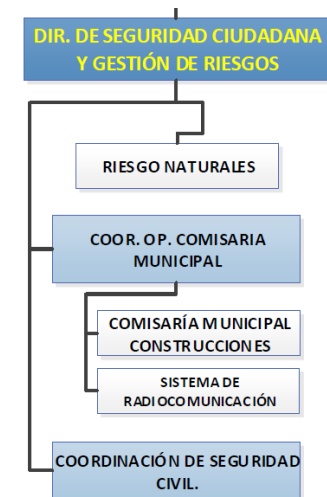 DIR. DE SEGURIDAD CIUDADANA
Y GESTIÓN DE RIESGOS
RIESGO NATURALES
COOR. OP. COMISARIA
MUNICIPAL
COMISARÍA MUNICIPAL
CONSTRUCCIONES
SISTEMA DE
RADIOCOMUNICACIÓN
COORDINACIÓN DE SEGURIDAD
CIVIL.